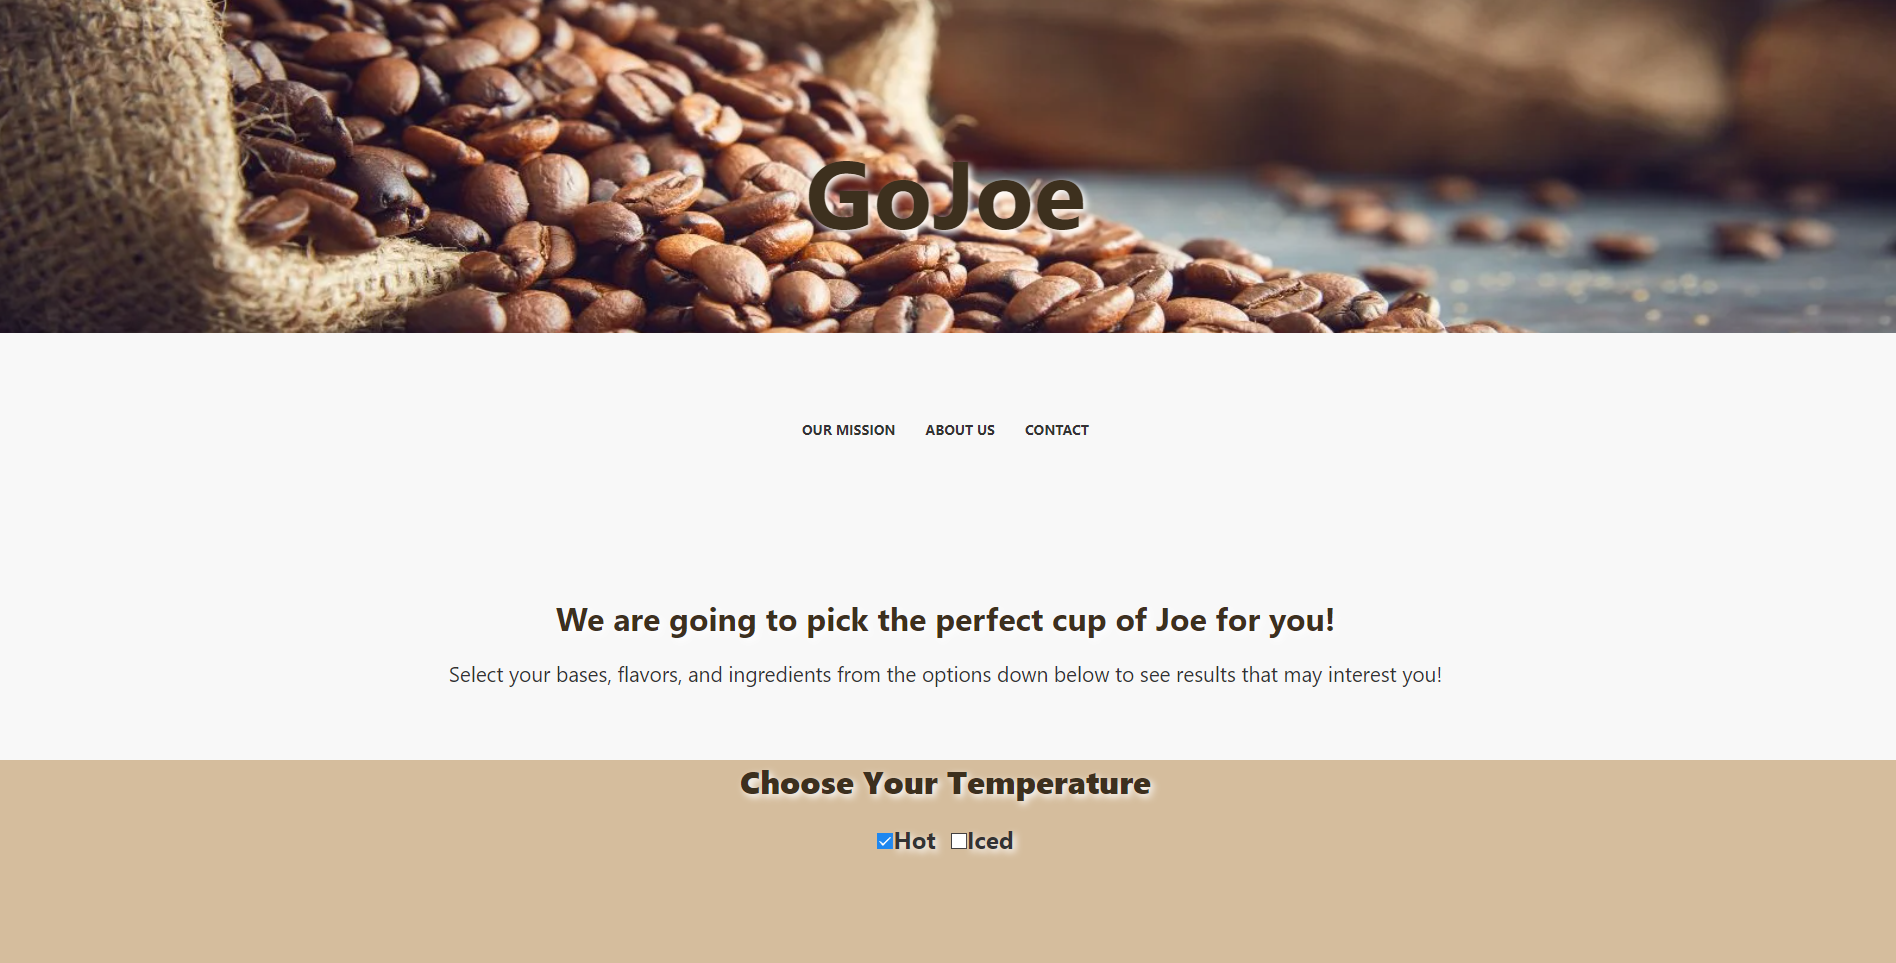 GoJoe
OUR MISSION ABOUT US CONTACT
We are going to pick the perfect cup of Joe for you!
Select your bases, flavors, and ingredients from the options down below to see results that may interest you!
Choose Your Temperature
Hot Iced